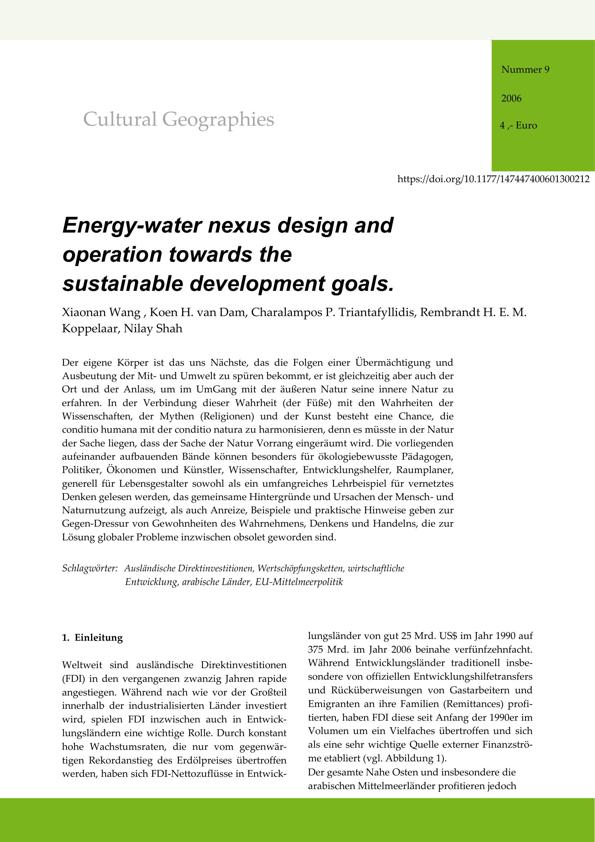 Nummer 9
2006
4 ,- Euro
Cultural Geographies
https://doi.org/10.1177/147447400601300212
Energy-water nexus design and
operation towards the
sustainable development goals.
Xiaonan Wang , Koen H. van Dam, Charalampos P. Triantafyllidis, Rembrandt H. E. M.
Koppelaar, Nilay Shah
Der eigene Körper ist das uns Nächste, das die Folgen einer Übermächtigung und
Ausbeutung der Mit- und Umwelt zu spüren bekommt, er ist gleichzeitig aber auch der
Ort und der Anlass, um im UmGang mit der äußeren Natur seine innere Natur zu
erfahren. In der Verbindung dieser Wahrheit (der Füße) mit den Wahrheiten der
Wissenschaften, der Mythen (Religionen) und der Kunst besteht eine Chance, die
conditio humana mit der conditio natura zu harmonisieren, denn es müsste in der Natur
der Sache liegen, dass der Sache der Natur Vorrang eingeräumt wird. Die vorliegenden
aufeinander aufbauenden Bände können besonders für ökologiebewusste Pädagogen,
Politiker, Ökonomen und Künstler, Wissenschafter, Entwicklungshelfer, Raumplaner,
generell für Lebensgestalter sowohl als ein umfangreiches Lehrbeispiel für vernetztes
Denken gelesen werden, das gemeinsame Hintergründe und Ursachen der Mensch- und
Naturnutzung aufzeigt, als auch Anreize, Beispiele und praktische Hinweise geben zur
Gegen-Dressur von Gewohnheiten des Wahrnehmens, Denkens und Handelns, die zur
Lösung globaler Probleme inzwischen obsolet geworden sind.
Schlagwörter: Ausländische Direktinvestitionen, Wertschöpfungsketten, wirtschaftliche
Entwicklung, arabische Länder, EU-Mittelmeerpolitik
1. Einleitung
Weltweit sind ausländische Direktinvestitionen
(FDI) in den vergangenen zwanzig Jahren rapide
angestiegen. Während nach wie vor der Großteil
innerhalb der industrialisierten Länder investiert
wird, spielen FDI inzwischen auch in Entwick-
lungsländern eine wichtige Rolle. Durch konstant
hohe Wachstumsraten, die nur vom gegenwär-
tigen Rekordanstieg des Erdölpreises übertroffen
werden, haben sich FDI-Nettozuflüsse in Entwick-
lungsländer von gut 25 Mrd. US$ im Jahr 1990 auf
375 Mrd. im Jahr 2006 beinahe verfünfzehnfacht.
Während Entwicklungsländer traditionell insbe-
sondere von offiziellen Entwicklungshilfetransfers
und Rücküberweisungen von Gastarbeitern und
Emigranten an ihre Familien (Remittances) profi-
tierten, haben FDI diese seit Anfang der 1990er im
Volumen um ein Vielfaches übertroffen und sich
als eine sehr wichtige Quelle externer Finanzströ-
me etabliert (vgl. Abbildung 1).
Der gesamte Nahe Osten und insbesondere die
arabischen Mittelmeerländer profitieren jedoch